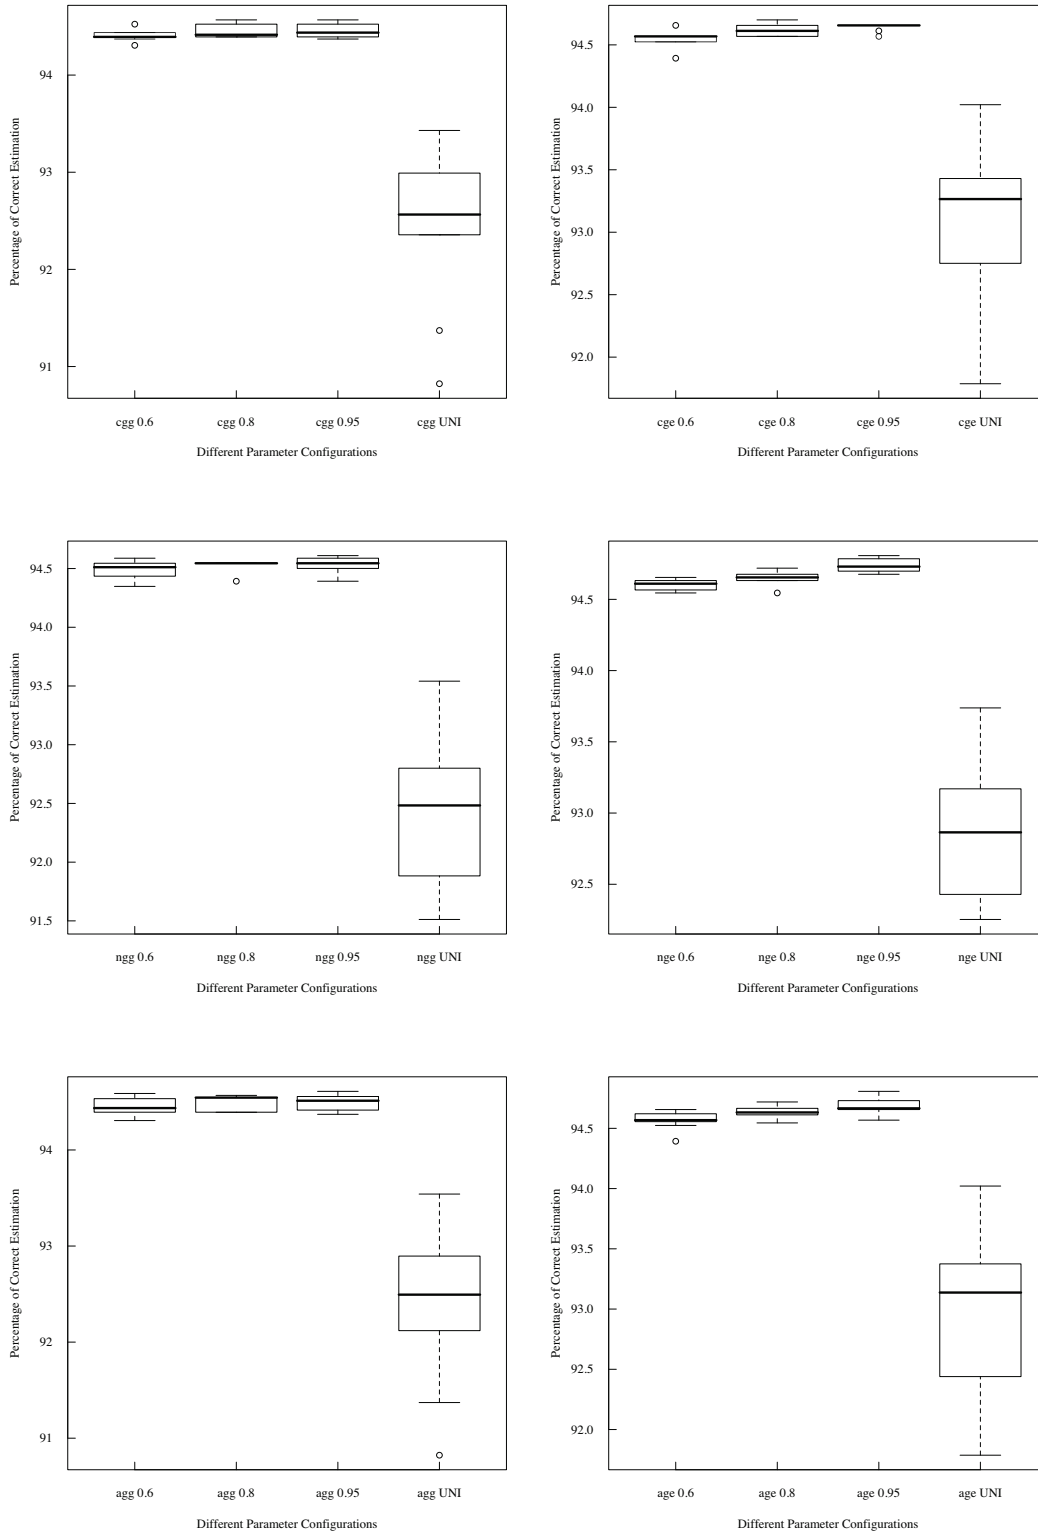 Percentage of Correct Estimation
94
93
92
91
cgg 0.6 cgg 0.8 cgg 0.95 cgg UNI
Different Parameter Configurations
Percentage of Correct Estimation
94.5
94.0
93.5
93.0
92.5
92.0
cge 0.6 cge 0.8 cge 0.95 cge UNI
Different Parameter Configurations
Percentage of Correct Estimation
94.5
94.0
93.5
93.0
92.5
92.0
91.5
ngg 0.6 ngg 0.8 ngg 0.95 ngg UNI
Different Parameter Configurations
Percentage of Correct Estimation
94.5
94.0
93.5
93.0
92.5
nge 0.6 nge 0.8 nge 0.95 nge UNI
Different Parameter Configurations
Percentage of Correct Estimation
94
93
92
91
agg 0.6 agg 0.8 agg 0.95 agg UNI
Different Parameter Configurations
Percentage of Correct Estimation
94.5
94.0
93.5
93.0
92.5
92.0
age 0.6 age 0.8 age 0.95 age UNI
Different Parameter Configurations